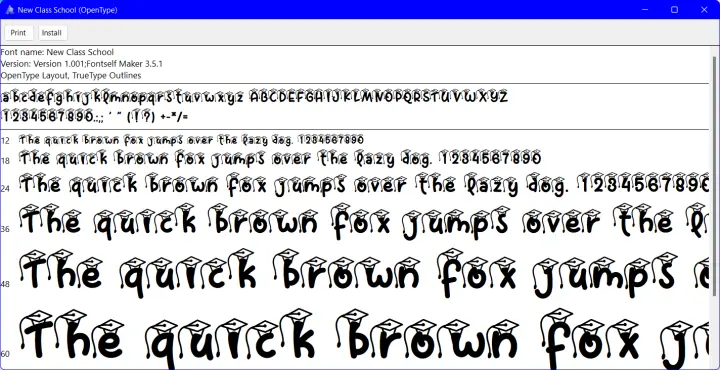 New Class School (OpenType)
Print Install
Font name: New Class School
Version: Version 1.001;Fontself Maker 3.5.1
OpenType Layout, TrueType Outlines
abcdefghijklmnopqrstuvwxyz ABCDEFGHIJKLMNOPQRSTUVWXYZ
1234567890.:,; ' " (!?) +-*/=
12 The quick brown fox jumps over the lazy dog. 1234567890
18 The quick brown fox jumps over the lazy dog. 1234567890
24 The quick brown fox jumps over the lazy dog. 1234567890
36 The quick brown fox jumps over the l
48 The quick brown fox jumps
60 The quick brown fox